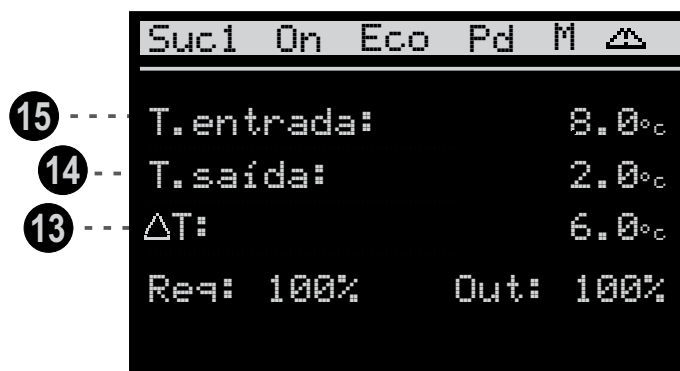 Suc1 On Eco Pd M
15 T.entrada: 8.0°c
14 T.saída: 2.0°c
13 ΔT: 6.0°c
Req: 100% Out: 100%